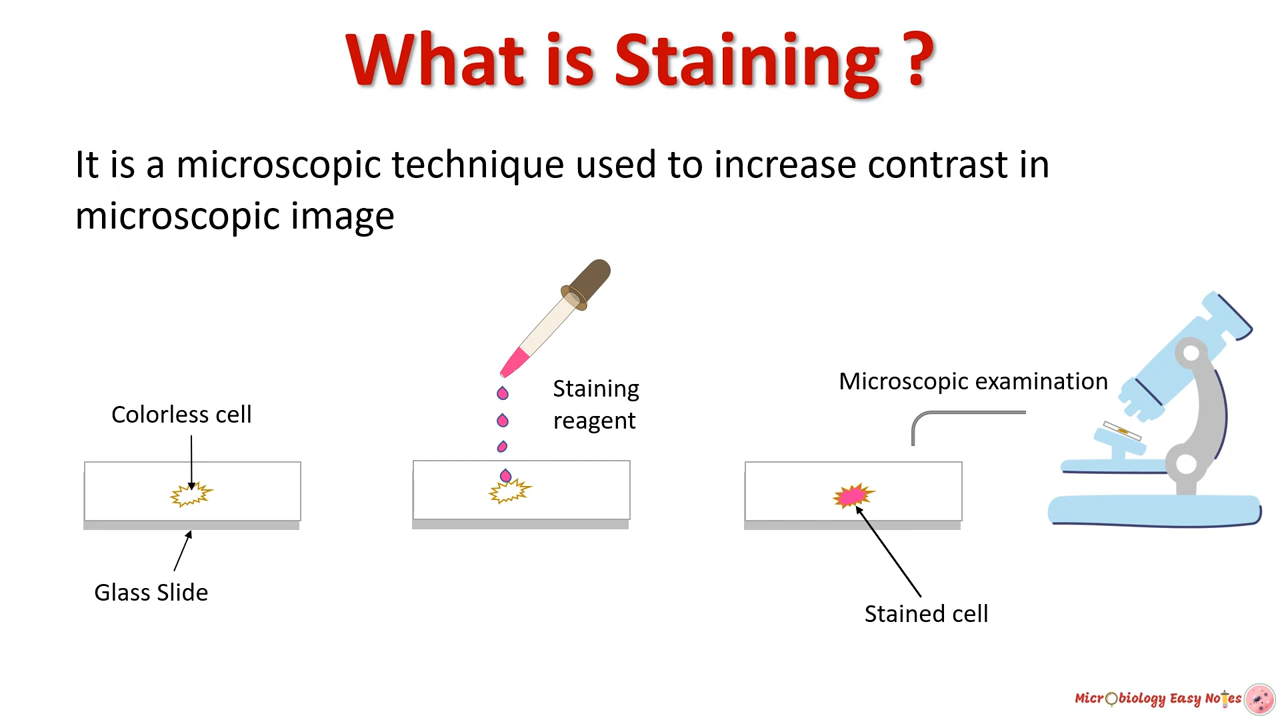 What is Staining ?
It is a microscopic technique used to increase contrast in
microscopic image
Colorless cell
Glass Slide
Staining
reagent
Microscopic examination
Stained cell
Microbiology Easy Notes